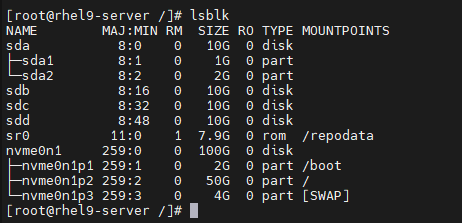 [root@rhel9-server /]# lsblk
NAME        MAJ:MIN RM  SIZE RO TYPE MOUNTPOINTS
sda           8:0    0   10G  0 disk
├─sda1        8:1    0    1G  0 part
└─sda2        8:2    0    2G  0 part
sdb           8:16   0   10G  0 disk
sdc           8:32   0   10G  0 disk
sdd           8:48   0   10G  0 disk
sr0          11:0    1  7.9G  0 rom  /repodata
nvme0n1     259:0    0  100G  0 disk
├─nvme0n1p1 259:1    0    2G  0 part /boot
├─nvme0n1p2 259:2    0   50G  0 part /
└─nvme0n1p3 259:3    0    4G  0 part [SWAP]
[root@rhel9-server /]#